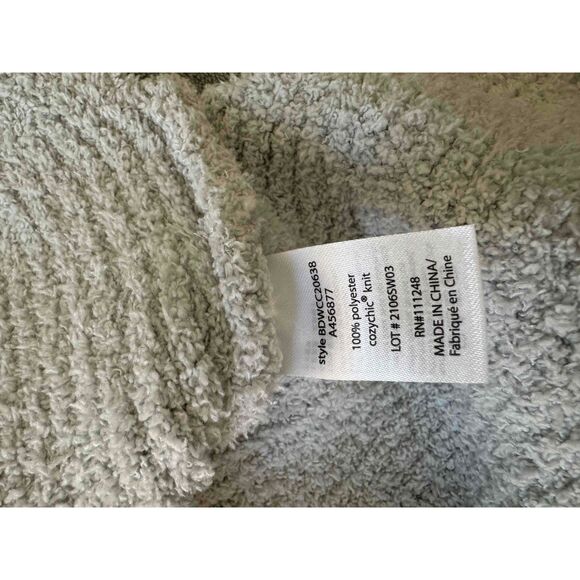 style BDWCC20638
A456877
100% polyester
cozychic® knit
LOT # 2106SW03
RN#111248
MADE IN CHINA/
Fabriqué en Chine